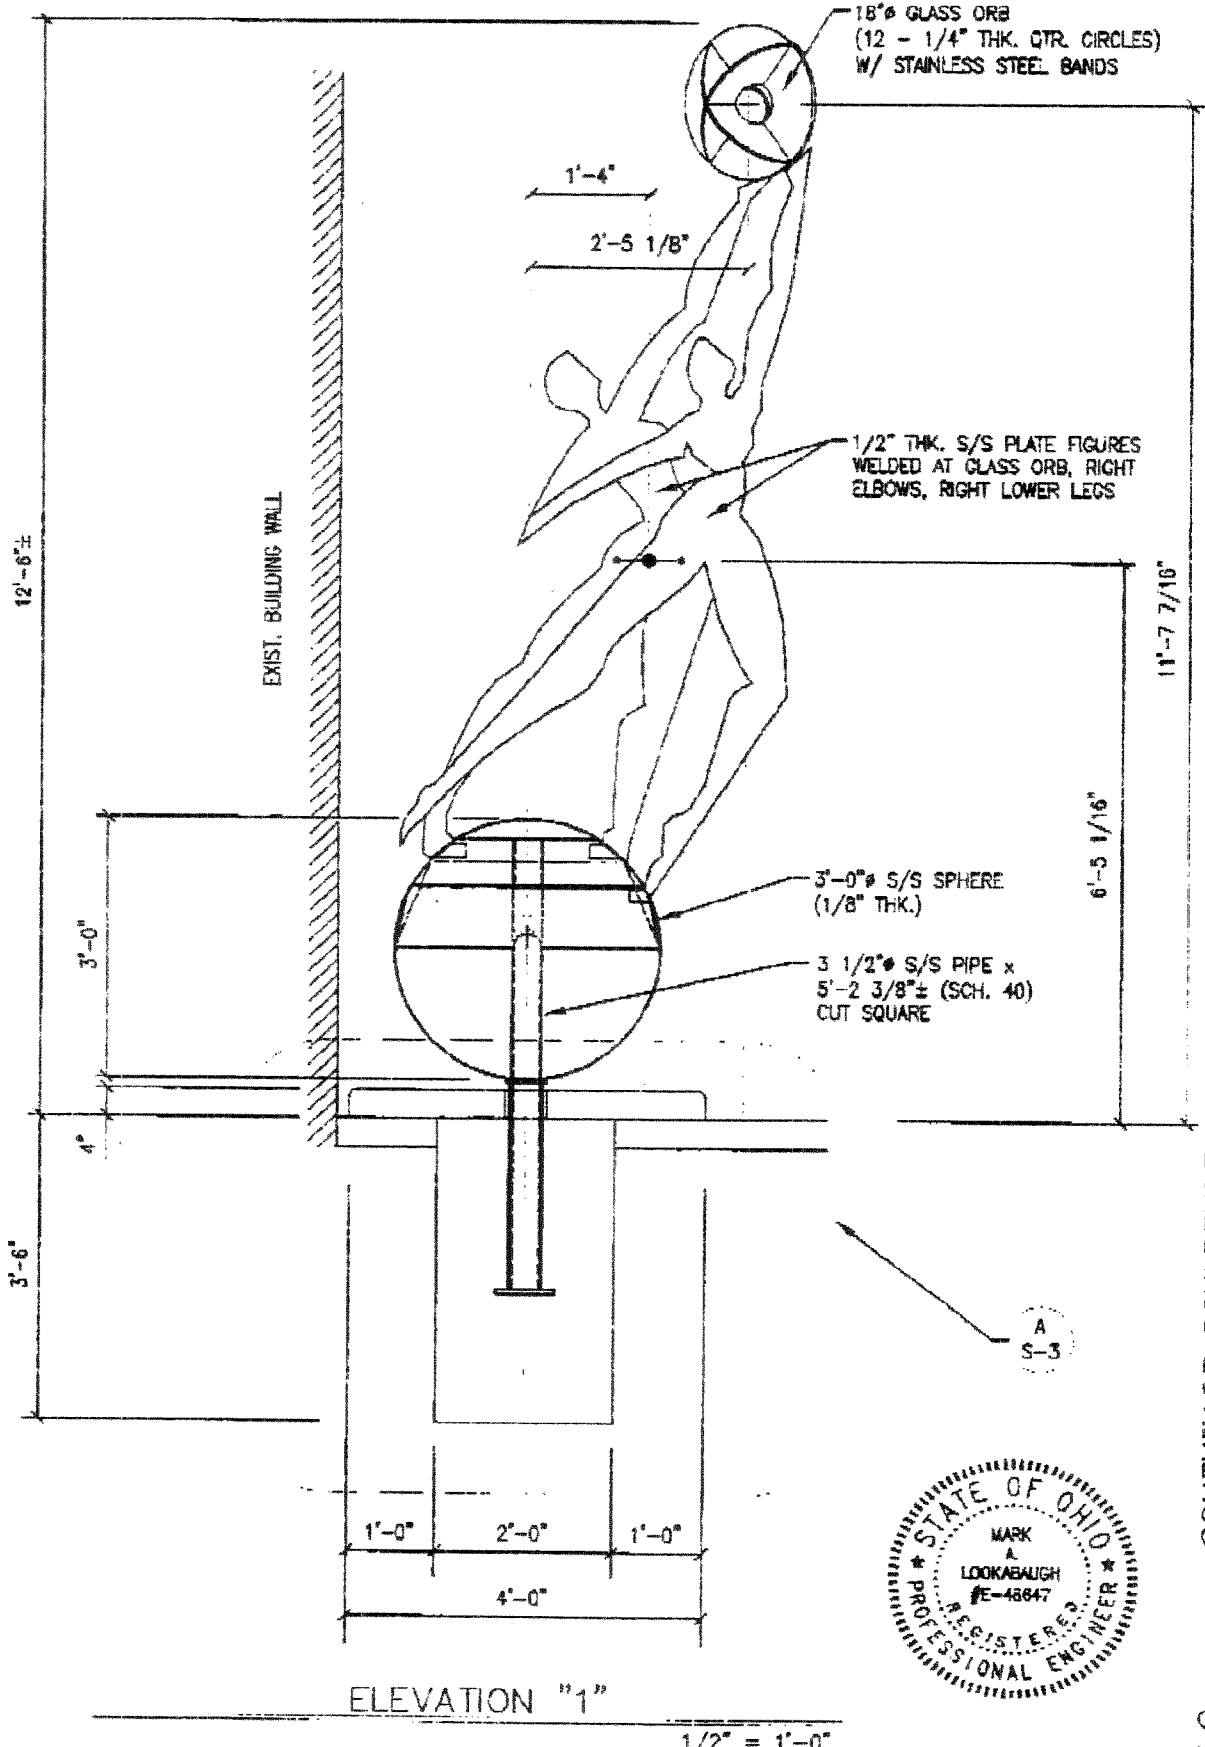 18"ø GLASS ORB
(12 - 1/4" THK. QTR. CIRCLES)
W/ STAINLESS STEEL BANDS
1'-4"
2'-5 1/8"
1/2" THK. S/S PLATE FIGURES
WELDED AT GLASS ORB, RIGHT
ELBOWS, RIGHT LOWER LEGS
EXIST. BUILDING WALL
12'-6"±
11'-7 7/16"
6'-5 1/16"
3'-0"ø S/S SPHERE
(1/8" THK.)
3'-0"
3 1/2"ø S/S PIPE x
5'-2 3/8"± (SCH. 40)
CUT SQUARE
4"
3'-6"
A
S-3
1'-0"
2'-0"
1'-0"
4'-0"
STATE OF OHIO
MARK
A.
LOOKABAUGH
E-48647
REGISTERED
PROFESSIONAL ENGINEER
ELEVATION "1"
1/2" = 1'-0"